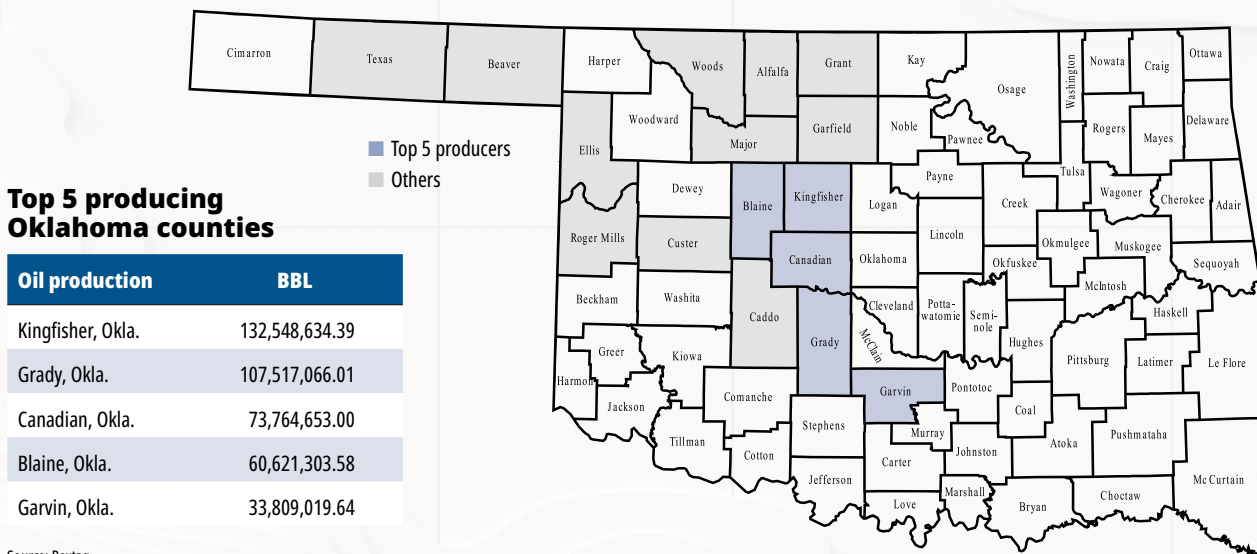 Cimarron
Texas
Beaver
Harper
Woods
Alfalfa
Grant
Kay
Osage
Washington
Nowata
Craig
Ottawa
Woodward
Ellis
Major
Garfield
Noble
Pawnee
Rogers
Mayes
Delaware
Top 5 producers
Others
Top 5 producing
Oklahoma counties
Oil production BBL
Kingfisher, Okla. 132,548,634.39
Grady, Okla. 107,517,066.01
Canadian, Okla. 73,764,653.00
Blaine, Okla. 60,621,303.58
Garvin, Okla. 33,809,019.64
Dewey
Blaine
Kingfisher
Logan
Payne
Creek
Tulsa
Wagoner
Cherokee
Adair
Roger Mills
Custer
Canadian
Oklahoma
Lincoln
Okfuskee
Okmulgee
Muskogee
Sequoyah
McIntosh
Beckham
Washita
Caddo
Grady
Cleveland
McClain
Potta-
watomie
Semi-
nole
Hughes
Haskell
Pittsburg
Latimer
Le Flore
Greer
Kiowa
Harmon
Jackson
Comanche
Garvin
Pontotoc
Coal
Tillman
Cotton
Stephens
Murray
Johnston
Atoka
Pushmataha
Jefferson
Carter
Love
Marshall
Bryan
Choctaw
Mc Curtain